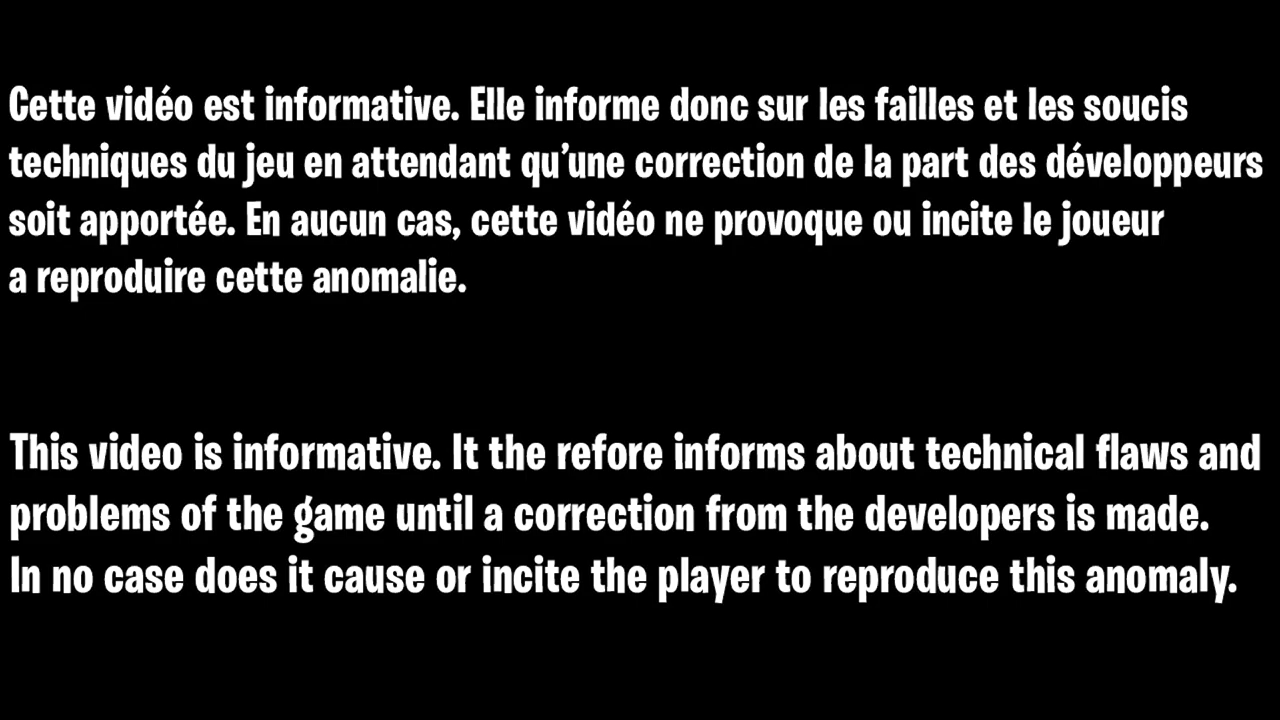 Cette vidéo est informative. Elle informe donc sur les failles et les soucis
techniques du jeu en attendant qu’une correction de la part des développeurs
soit apportée. En aucun cas, cette vidéo ne provoque ou incite le joueur
a reproduire cette anomalie.
This video is informative. It the refore informs about technical flaws and
problems of the game until a correction from the developers is made.
In no case does it cause or incite the player to reproduce this anomaly.